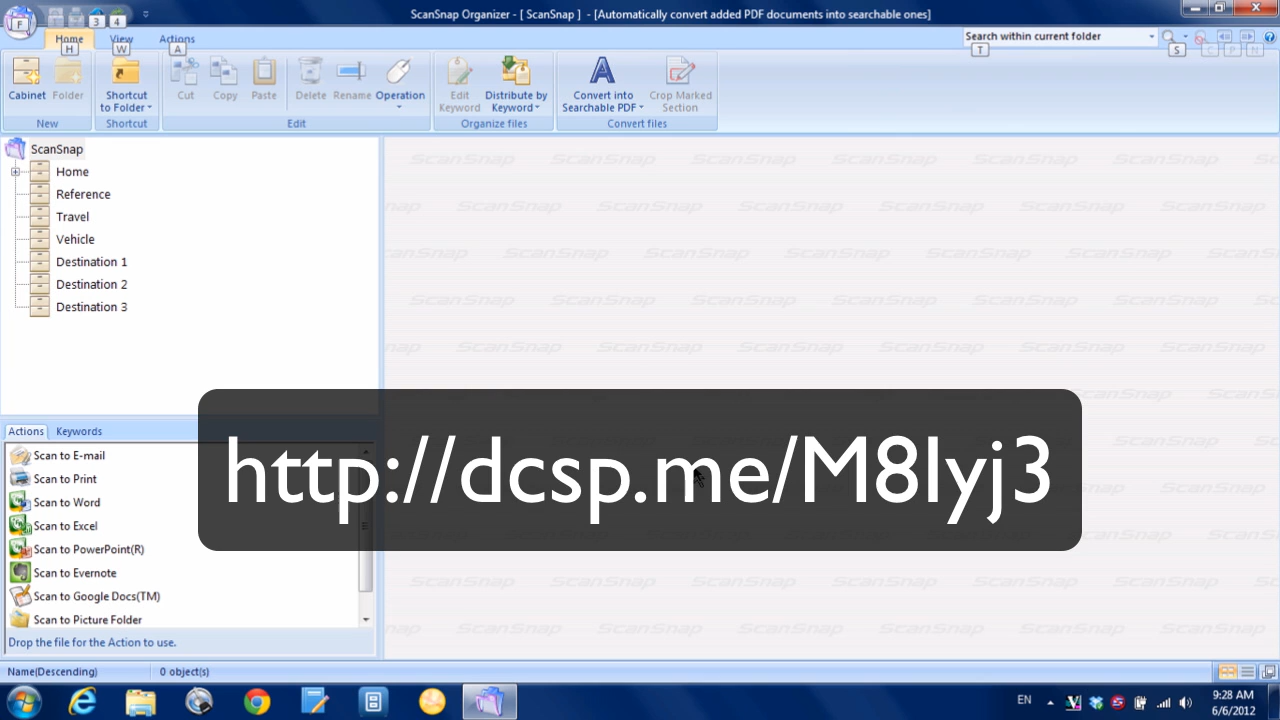 ScanSnap Organizer - [ ScanSnap ] - [Automatically convert added PDF documents into searchable ones]
F
3 4
Home View Actions
H W A
Search within current folder
T S C P N
Cabinet Folder
New
Shortcut to Folder
Shortcut
Cut Copy Paste Delete Rename Operation
Edit
Edit Keyword
Distribute by Keyword
Organize files
Convert into Searchable PDF
Crop Marked Section
Convert files
ScanSnap
Home
Reference
Travel
Vehicle
Destination 1
Destination 2
Destination 3
ScanSnap
http://dcsp.me/M8lyj3
Actions Keywords
Scan to E-mail
Scan to Print
Scan to Word
Scan to Excel
Scan to PowerPoint(R)
Scan to Evernote
Scan to Google Docs(TM)
Scan to Picture Folder
Drop the file for the Action to use.
Name(Descending) 0 object(s)
EN
9:28 AM
6/6/2012